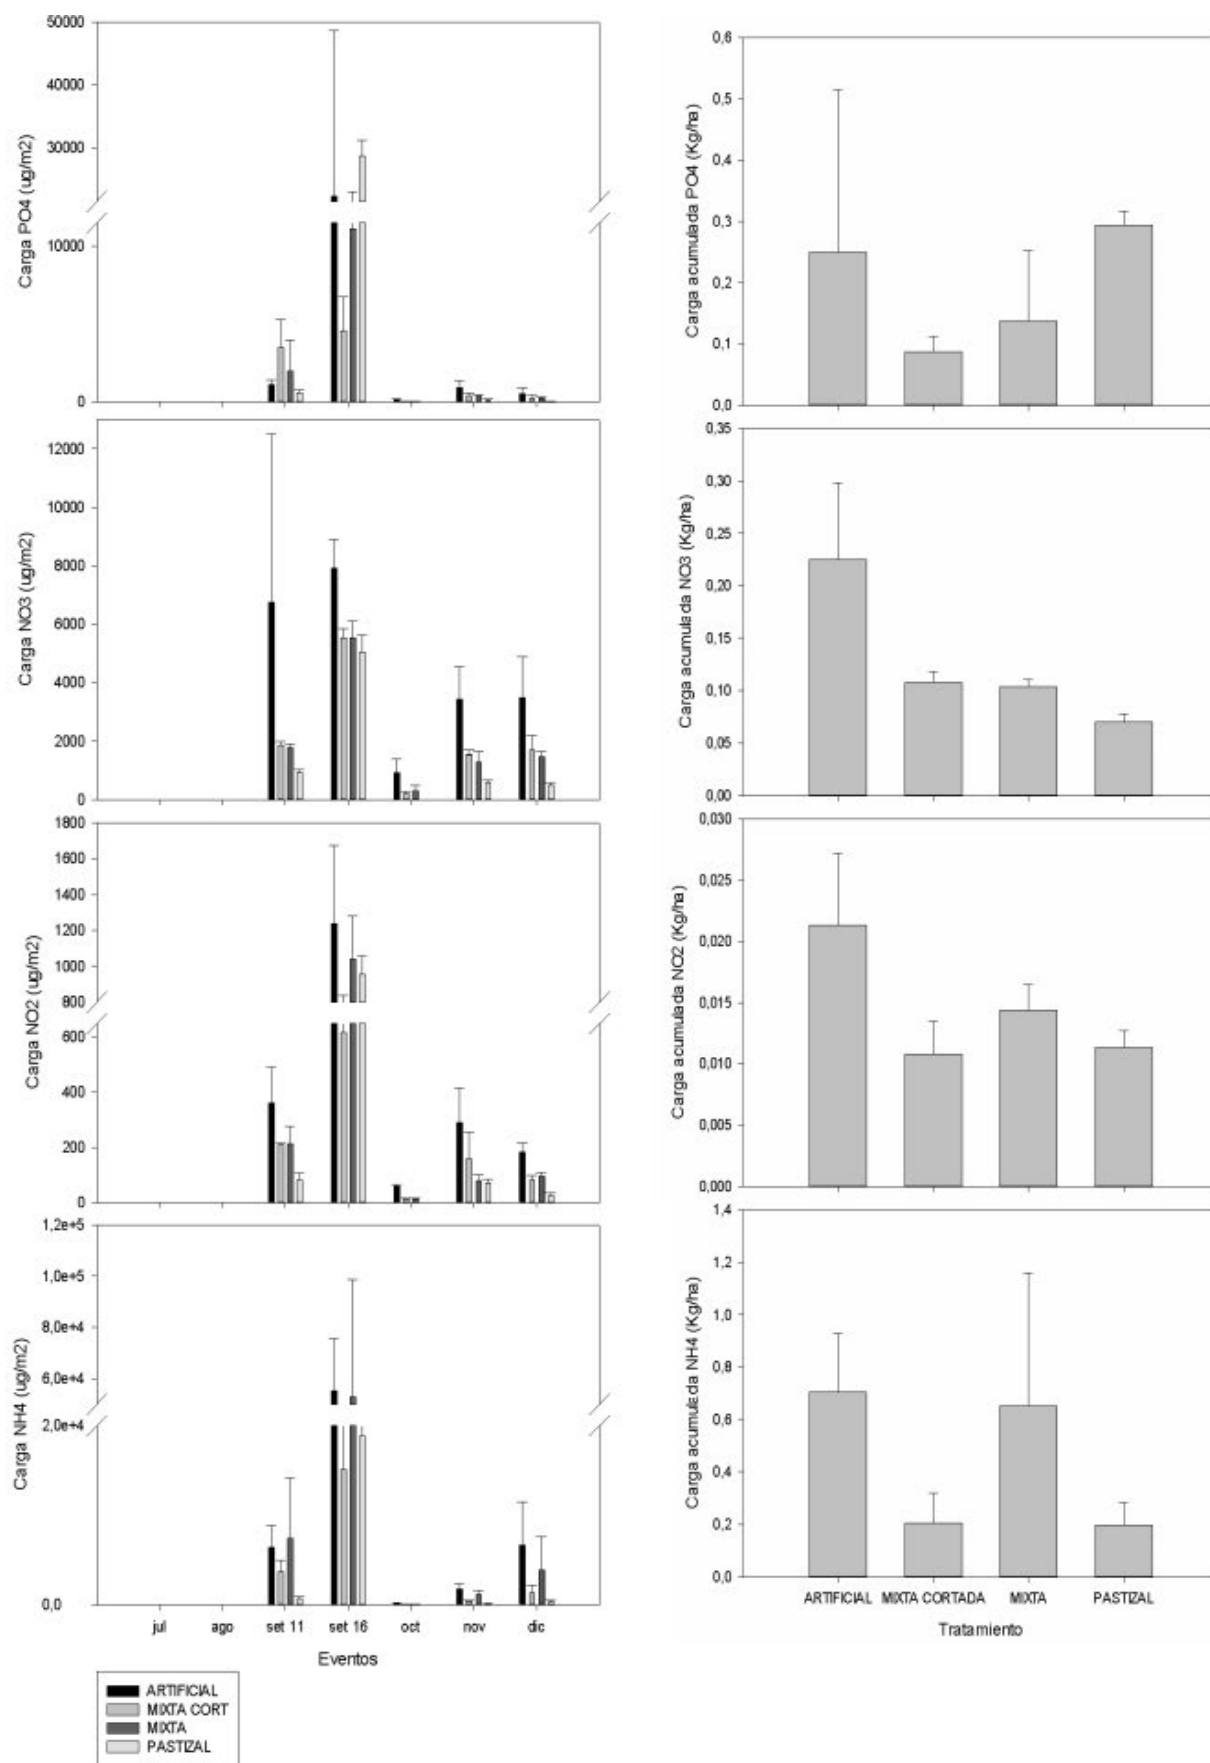 Carga PO4 (ug/m2)
50000
40000
30000
10000
0
Carga acumulada PO4 (Kg/ha)
0,6
0,5
0,4
0,3
0,2
0,1
0,0
Carga NO3 (ug/m2)
12000
10000
8000
6000
4000
2000
0
Carga acumulada NO3 (Kg/ha)
0,35
0,30
0,25
0,20
0,15
0,10
0,05
0,00
Carga NO2 (ug/m2)
1800
1600
1400
1200
1000
800
600
400
200
0
Carga acumulada NO2 (Kg/ha)
0,030
0,025
0,020
0,015
0,010
0,005
0,000
Carga NH4 (ug/m2)
1,2e+5
1,0e+5
8,0e+4
6,0e+4
2,0e+4
0,0
jul ago set 11 set 16 oct nov dic
Eventos
Carga acumulada NH4 (Kg/ha)
1,4
1,2
1,0
0,8
0,6
0,4
0,2
0,0
ARTIFICIAL MIXTA CORTADA MIXTA PASTIZAL
Tratamiento
ARTIFICIAL
MIXTA CORT
MIXTA
PASTIZAL